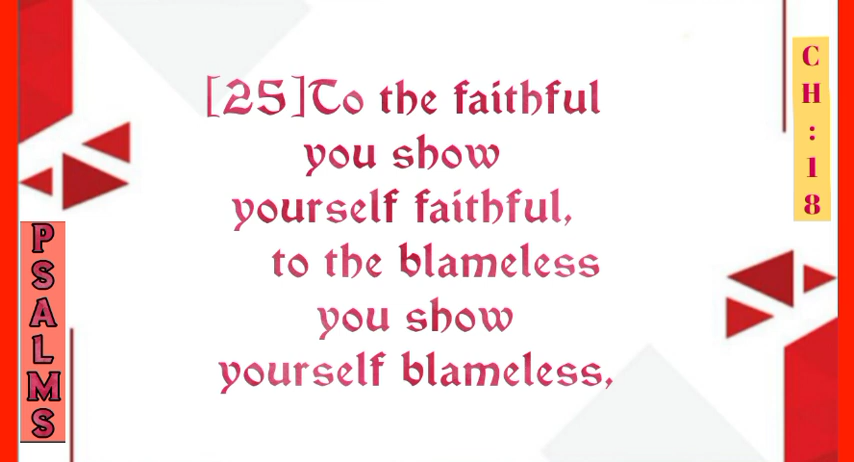 [25]To the faithful
you show
yourself faithful,
to the blameless
you show
yourself blameless,
PSALMS
CH:18